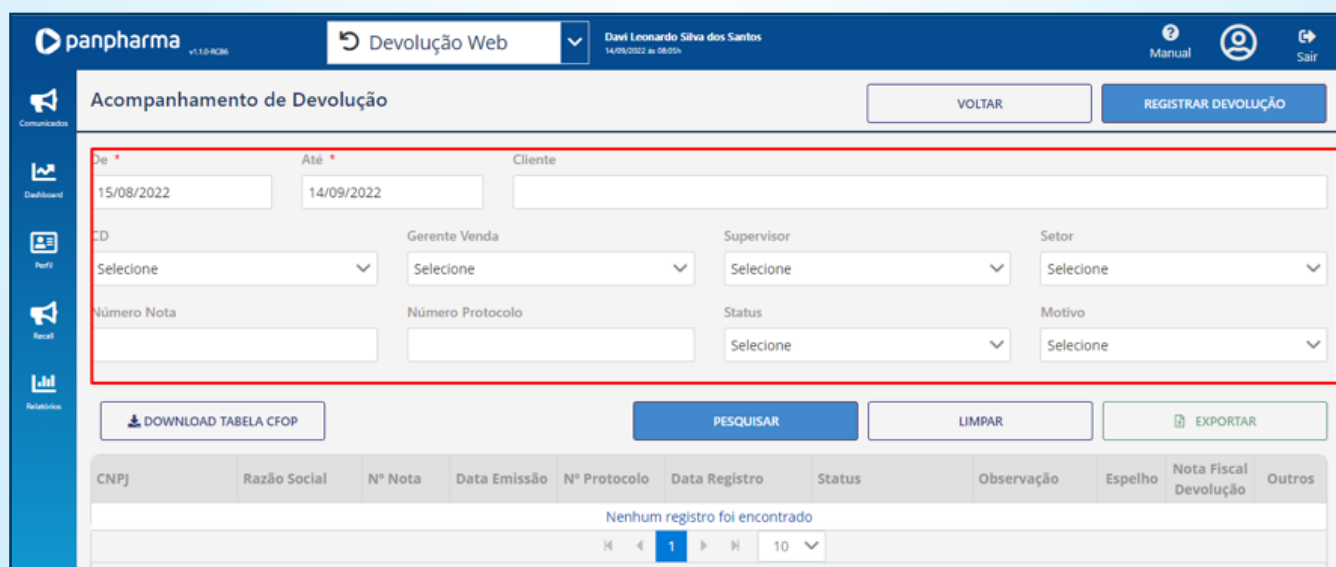 panpharma v1.1.0-RC86
Devolução Web
Davi Leonardo Silva dos Santos
14/09/2022 às 08:05h
Manual
Sair
Comunicados
Dashboard
Perfil
Recall
Relatórios
Acompanhamento de Devolução
VOLTAR
REGISTRAR DEVOLUÇÃO
De * Até * Cliente
15/08/2022 14/09/2022
CD Gerente Venda Supervisor Setor
Selecione Selecione Selecione Selecione
Número Nota Número Protocolo Status Motivo
Selecione Selecione
DOWNLOAD TABELA CFOP PESQUISAR LIMPAR EXPORTAR
CNPJ Razão Social Nº Nota Data Emissão Nº Protocolo Data Registro Status Observação Espelho Nota Fiscal Devolução Outros
Nenhum registro foi encontrado
1 10